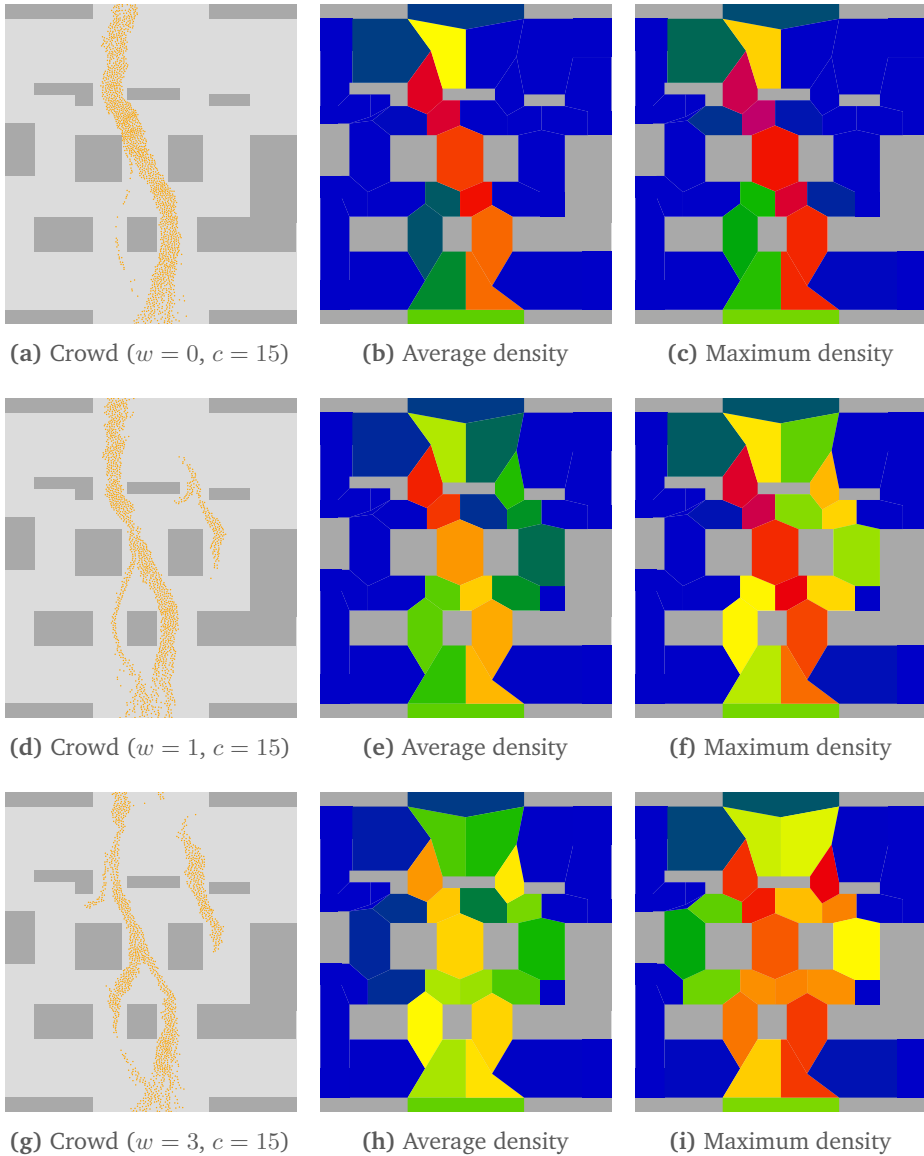 (a) Crowd (w = 0, c = 15)
(b) Average density
(c) Maximum density
(d) Crowd (w = 1, c = 15)
(e) Average density
(f) Maximum density
(g) Crowd (w = 3, c = 15)
(h) Average density
(i) Maximum density